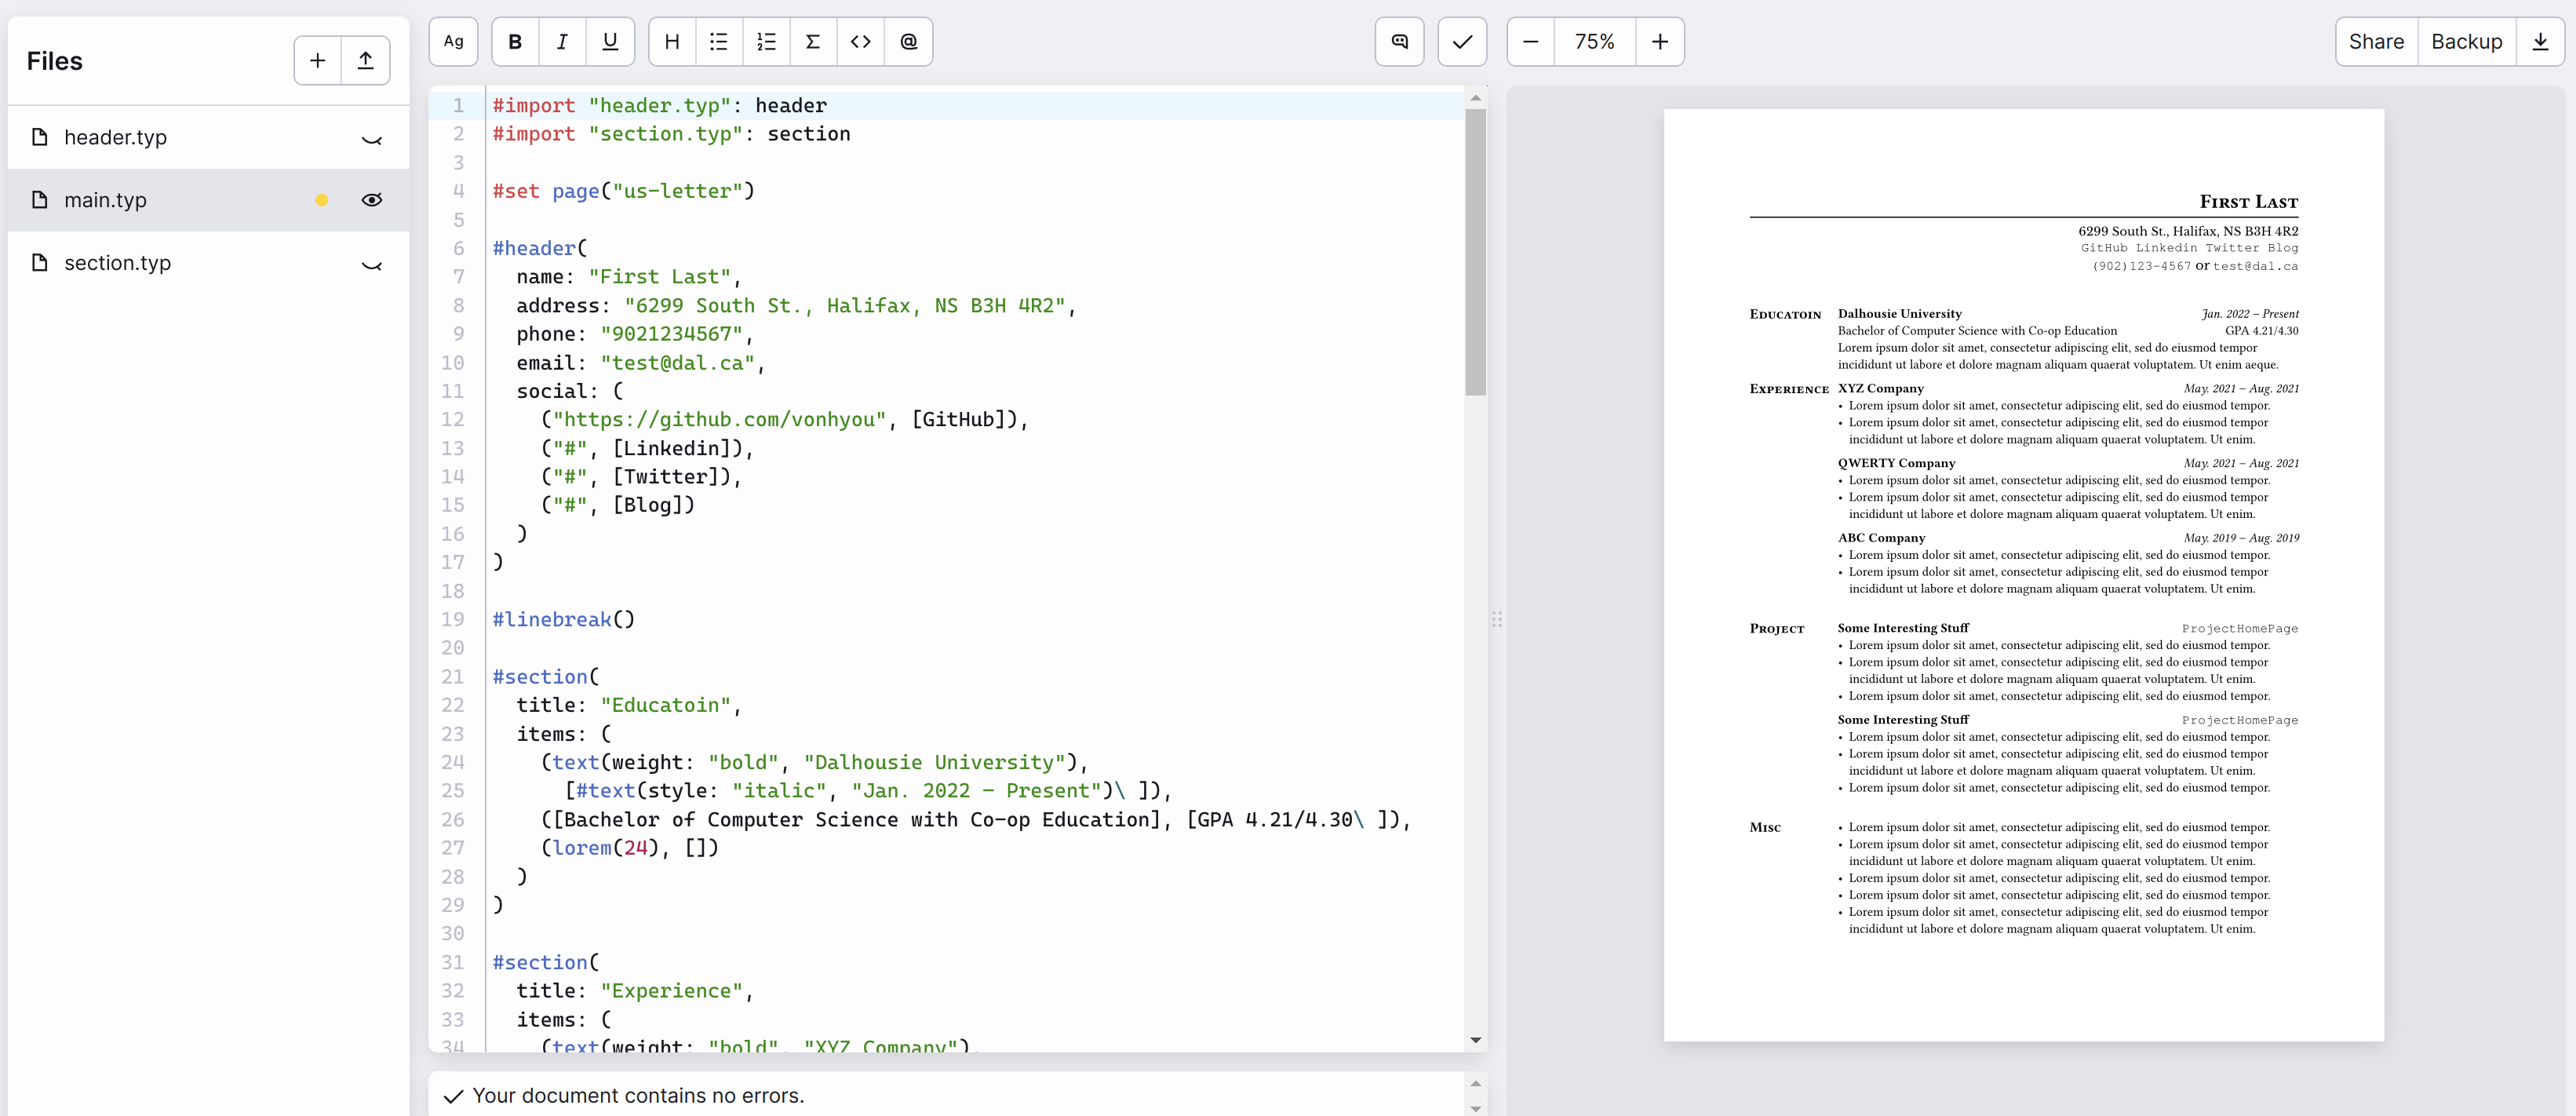 Files
header.typ
main.typ
section.typ
Ag B I U H Σ <> @
75%
Share Backup
1 #import "header.typ": header
2 #import "section.typ": section
3
4 #set page("us-letter")
5
6 #header(
7 name: "First Last",
8 address: "6299 South St., Halifax, NS B3H 4R2",
9 phone: "9021234567",
10 email: "test@dal.ca",
11 social: (
12 ("https://github.com/vonhyou", [GitHub]),
13 ("#", [Linkedin]),
14 ("#", [Twitter]),
15 ("#", [Blog])
16 )
17 )
18
19 #linebreak()
20
21 #section(
22 title: "Educatoin",
23 items: (
24 (text(weight: "bold", "Dalhousie University"),
25 [#text(style: "italic", "Jan. 2022 – Present")\ ]),
26 ([Bachelor of Computer Science with Co-op Education], [GPA 4.21/4.30\ ]),
27 (lorem(24), [])
28 )
29 )
30
31 #section(
32 title: "Experience",
33 items: (
34 (text(weight: "bold", "XYZ Company"),
Your document contains no errors.
First Last
6299 South St., Halifax, NS B3H 4R2
GitHub Linkedin Twitter Blog
(902)123-4567 or test@dal.ca
Educatoin Dalhousie University Jan. 2022 – Present
Bachelor of Computer Science with Co-op Education GPA 4.21/4.30
Lorem ipsum dolor sit amet, consectetur adipiscing elit, sed do eiusmod tempor
incididunt ut labore et dolore magnam aliquam quaerat voluptatem. Ut enim aeque.
Experience XYZ Company May. 2021 – Aug. 2021
• Lorem ipsum dolor sit amet, consectetur adipiscing elit, sed do eiusmod tempor.
• Lorem ipsum dolor sit amet, consectetur adipiscing elit, sed do eiusmod tempor
incididunt ut labore et dolore magnam aliquam quaerat voluptatem. Ut enim.
QWERTY Company May. 2021 – Aug. 2021
• Lorem ipsum dolor sit amet, consectetur adipiscing elit, sed do eiusmod tempor.
• Lorem ipsum dolor sit amet, consectetur adipiscing elit, sed do eiusmod tempor
incididunt ut labore et dolore magnam aliquam quaerat voluptatem. Ut enim.
ABC Company May. 2019 – Aug. 2019
• Lorem ipsum dolor sit amet, consectetur adipiscing elit, sed do eiusmod tempor.
• Lorem ipsum dolor sit amet, consectetur adipiscing elit, sed do eiusmod tempor
incididunt ut labore et dolore magnam aliquam quaerat voluptatem. Ut enim.
Project Some Interesting Stuff ProjectHomePage
• Lorem ipsum dolor sit amet, consectetur adipiscing elit, sed do eiusmod tempor.
• Lorem ipsum dolor sit amet, consectetur adipiscing elit, sed do eiusmod tempor
incididunt ut labore et dolore magnam aliquam quaerat voluptatem. Ut enim.
• Lorem ipsum dolor sit amet, consectetur adipiscing elit, sed do eiusmod tempor.
Some Interesting Stuff ProjectHomePage
• Lorem ipsum dolor sit amet, consectetur adipiscing elit, sed do eiusmod tempor.
• Lorem ipsum dolor sit amet, consectetur adipiscing elit, sed do eiusmod tempor
incididunt ut labore et dolore magnam aliquam quaerat voluptatem. Ut enim.
• Lorem ipsum dolor sit amet, consectetur adipiscing elit, sed do eiusmod tempor.
Misc • Lorem ipsum dolor sit amet, consectetur adipiscing elit, sed do eiusmod tempor.
• Lorem ipsum dolor sit amet, consectetur adipiscing elit, sed do eiusmod tempor
incididunt ut labore et dolore magnam aliquam quaerat voluptatem. Ut enim.
• Lorem ipsum dolor sit amet, consectetur adipiscing elit, sed do eiusmod tempor.
• Lorem ipsum dolor sit amet, consectetur adipiscing elit, sed do eiusmod tempor.
• Lorem ipsum dolor sit amet, consectetur adipiscing elit, sed do eiusmod tempor
incididunt ut labore et dolore magnam aliquam quaerat voluptatem. Ut enim.